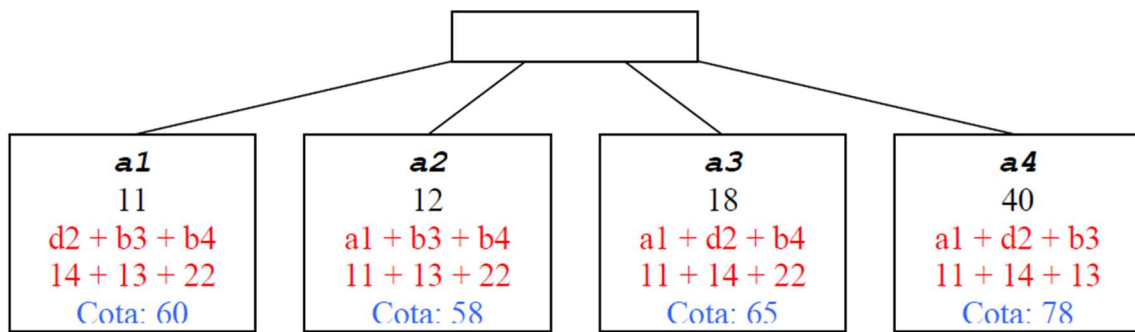 a1
11
d2 + b3 + b4
14 + 13 + 22
Cota: 60
a2
12
a1 + b3 + b4
11 + 13 + 22
Cota: 58
a3
18
a1 + d2 + b4
11 + 14 + 22
Cota: 65
a4
40
a1 + d2 + b3
11 + 14 + 13
Cota: 78